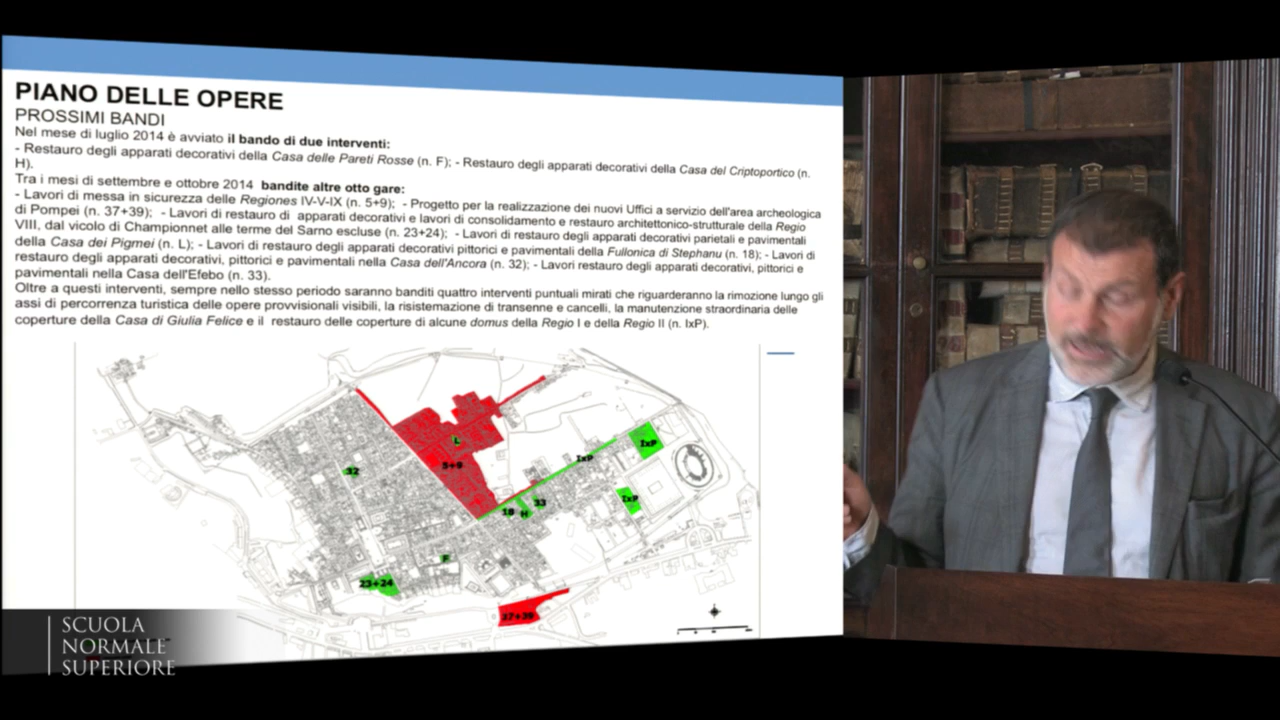 PIANO DELLE OPERE
PROSSIMI BANDI
Nel mese di luglio 2014 è avviato il bando di due interventi:
- Restauro degli apparati decorativi della Casa delle Pareti Rosse (n. F); - Restauro degli apparati decorativi della Casa del Criptoportico (n.
H).
Tra i mesi di settembre e ottobre 2014 bandite altre otto gare:
- Lavori di messa in sicurezza delle Regiones IV-V-IX (n. 5+9); - Progetto per la realizzazione dei nuovi Uffici a servizio dell'area archeologica
di Pompei (n. 37+39); - Lavori di restauro di apparati decorativi e lavori di consolidamento e restauro architettonico-strutturale della Regio
VIII, dal vicolo di Championnet alle terme del Sarno escluse (n. 23+24); - Lavori di restauro degli apparati decorativi parietali e pavimentali
della Casa dei Pigmei (n. L); - Lavori di restauro degli apparati decorativi pittorici e pavimentali della Fullonica di Stephanu (n. 18); - Lavori di
restauro degli apparati decorativi, pittorici e pavimentali nella Casa dell'Ancora (n. 32); - Lavori restauro degli apparati decorativi, pittorici e
pavimentali nella Casa dell'Efebo (n. 33).
Oltre a questi interventi, sempre nello stesso periodo saranno banditi quattro interventi puntuali mirati che riguarderanno la rimozione lungo gli
assi di percorrenza turistica delle opere provvisionali visibili, la risistemazione di transenne e cancelli, la manutenzione straordinaria delle
coperture della Casa di Giulia Felice e il restauro delle coperture di alcune domus della Regio I e della Regio II (n. IxP).
L
IxP
32
5+9
IxP
33
IxP
18 H
F
23+24
37+39
SCUOLA
NORMALE
SUPERIORE